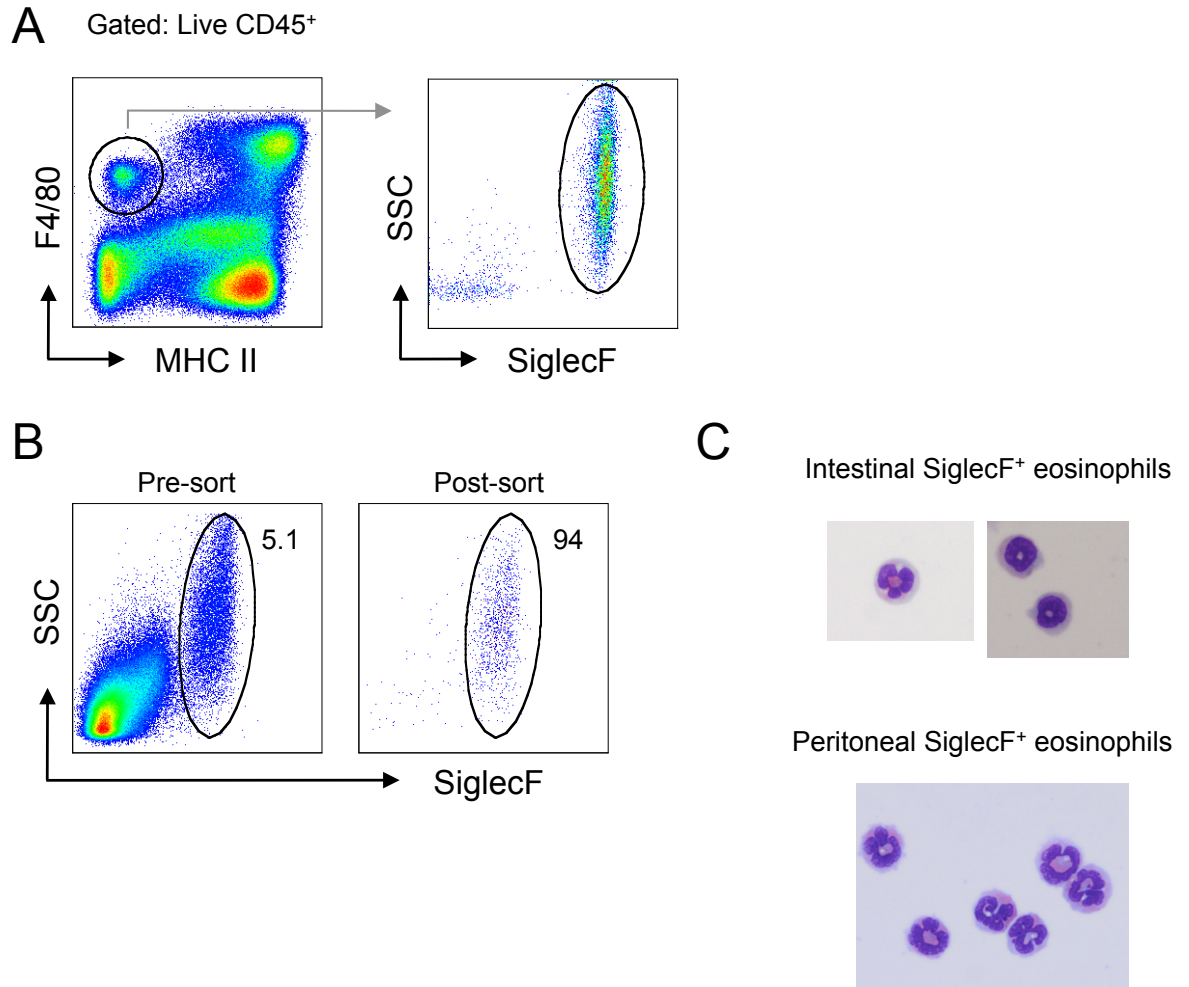 A
Gated: Live CD45⁺
F4/80
MHC II
SSC
SiglecF
B
Pre-sort
5.1
Post-sort
94
SSC
SiglecF
C
Intestinal SiglecF⁺ eosinophils
Peritoneal SiglecF⁺ eosinophils